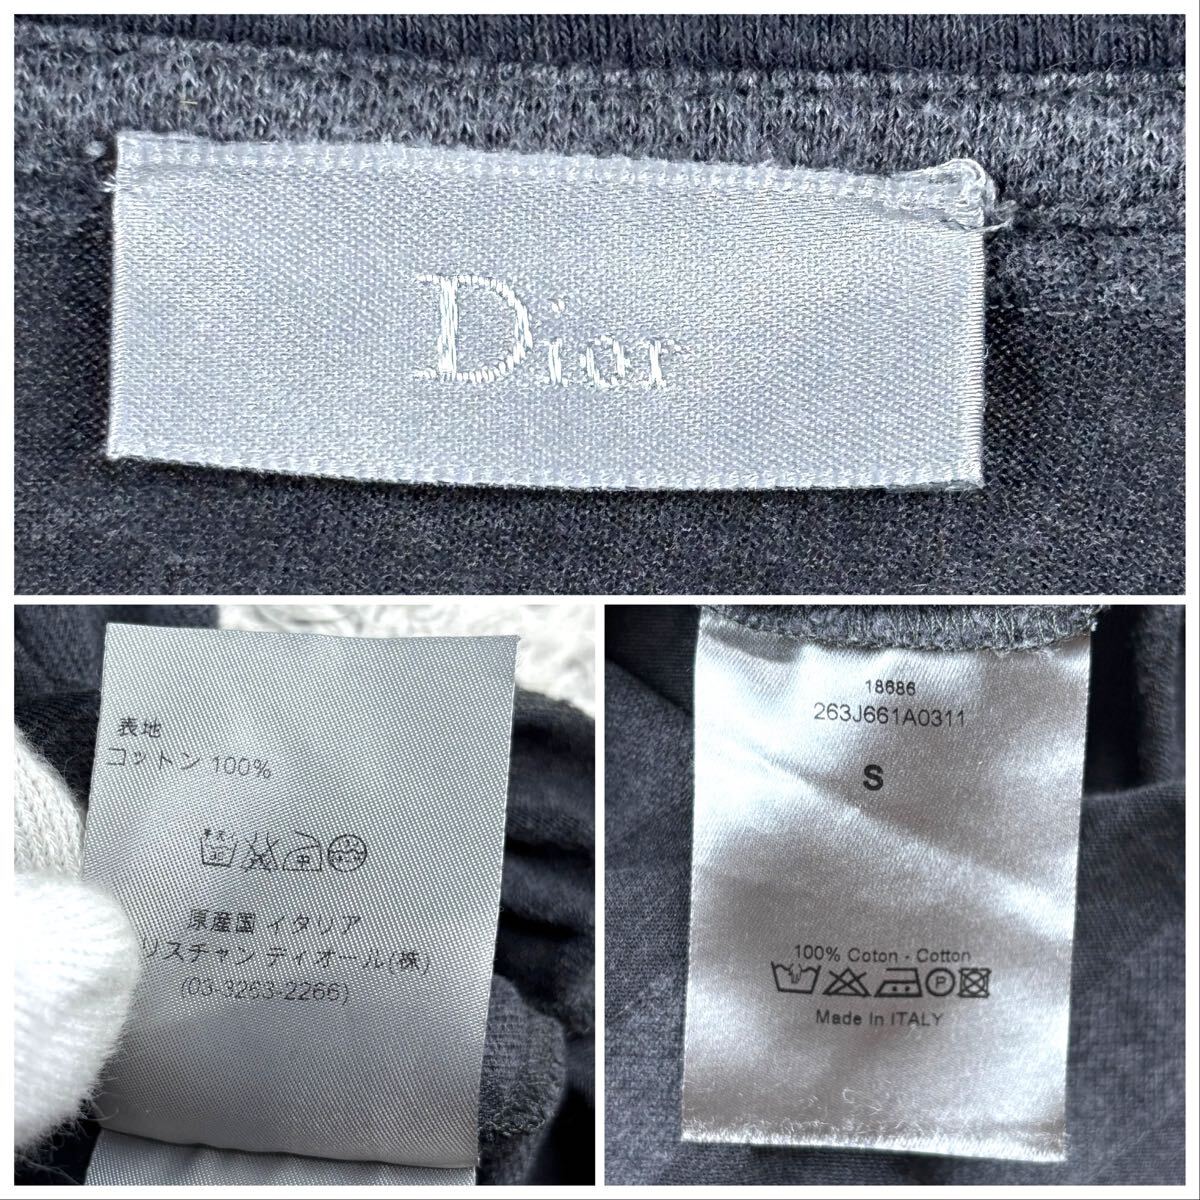 Dior
表地
コットン 100%
原産国 イタリア
リスチャン ディオール(株)
(03-3263-2266)
18686
263J661A0311
S
100% Coton - Cotton
P
Made In ITALY